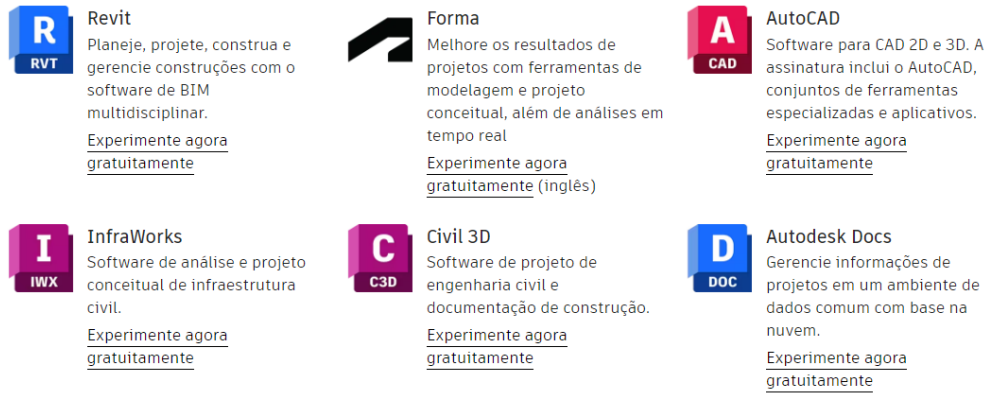 R
RVT
Revit
Planeje, projete, construa e
gerencie construções com o
software de BIM
multidisciplinar.
Experimente agora
gratuitamente
Forma
Melhore os resultados de
projetos com ferramentas de
modelagem e projeto
conceitual, além de análises em
tempo real
Experimente agora
gratuitamente (inglês)
A
CAD
AutoCAD
Software para CAD 2D e 3D. A
assinatura inclui o AutoCAD,
conjuntos de ferramentas
especializadas e aplicativos.
Experimente agora
gratuitamente
I
IWX
InfraWorks
Software de análise e projeto
conceitual de infraestrutura
civil.
Experimente agora
gratuitamente
C
C3D
Civil 3D
Software de projeto de
engenharia civil e
documentação de construção.
Experimente agora
gratuitamente
D
DOC
Autodesk Docs
Gerencie informações de
projetos em um ambiente de
dados comum com base na
nuvem.
Experimente agora
gratuitamente